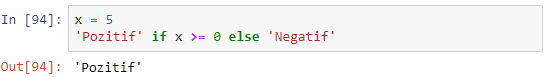 In [94]: x = 5
'Pozitif' if x >= 0 else 'Negatif'
Out[94]: 'Pozitif'